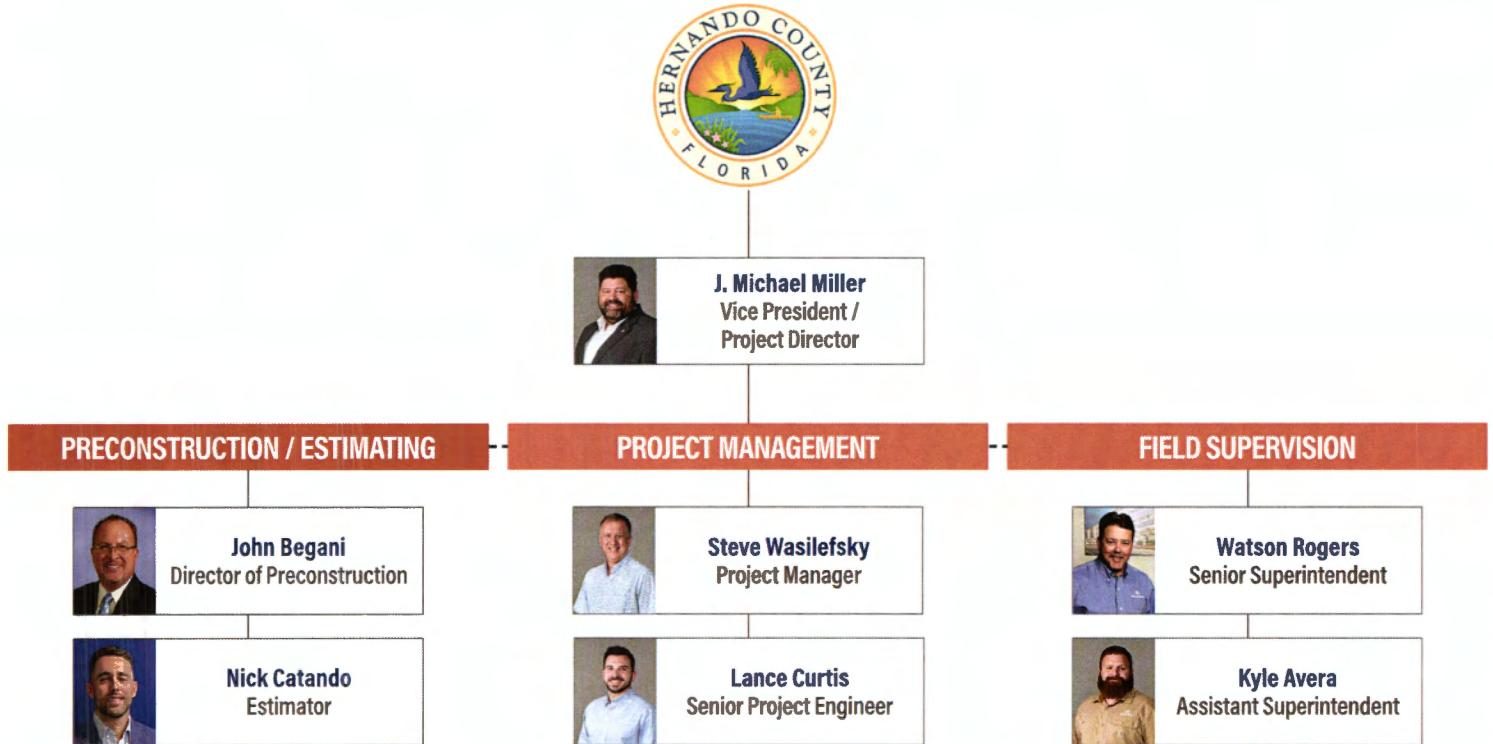 HERNANDO COUNTY
FLORIDA
J. Michael Miller
Vice President /
Project Director
PRECONSTRUCTION / ESTIMATING
PROJECT MANAGEMENT
FIELD SUPERVISION
John Begani
Director of Preconstruction
Steve Wasilefsky
Project Manager
Watson Rogers
Senior Superintendent
Nick Catando
Estimator
Lance Curtis
Senior Project Engineer
Kyle Avera
Assistant Superintendent